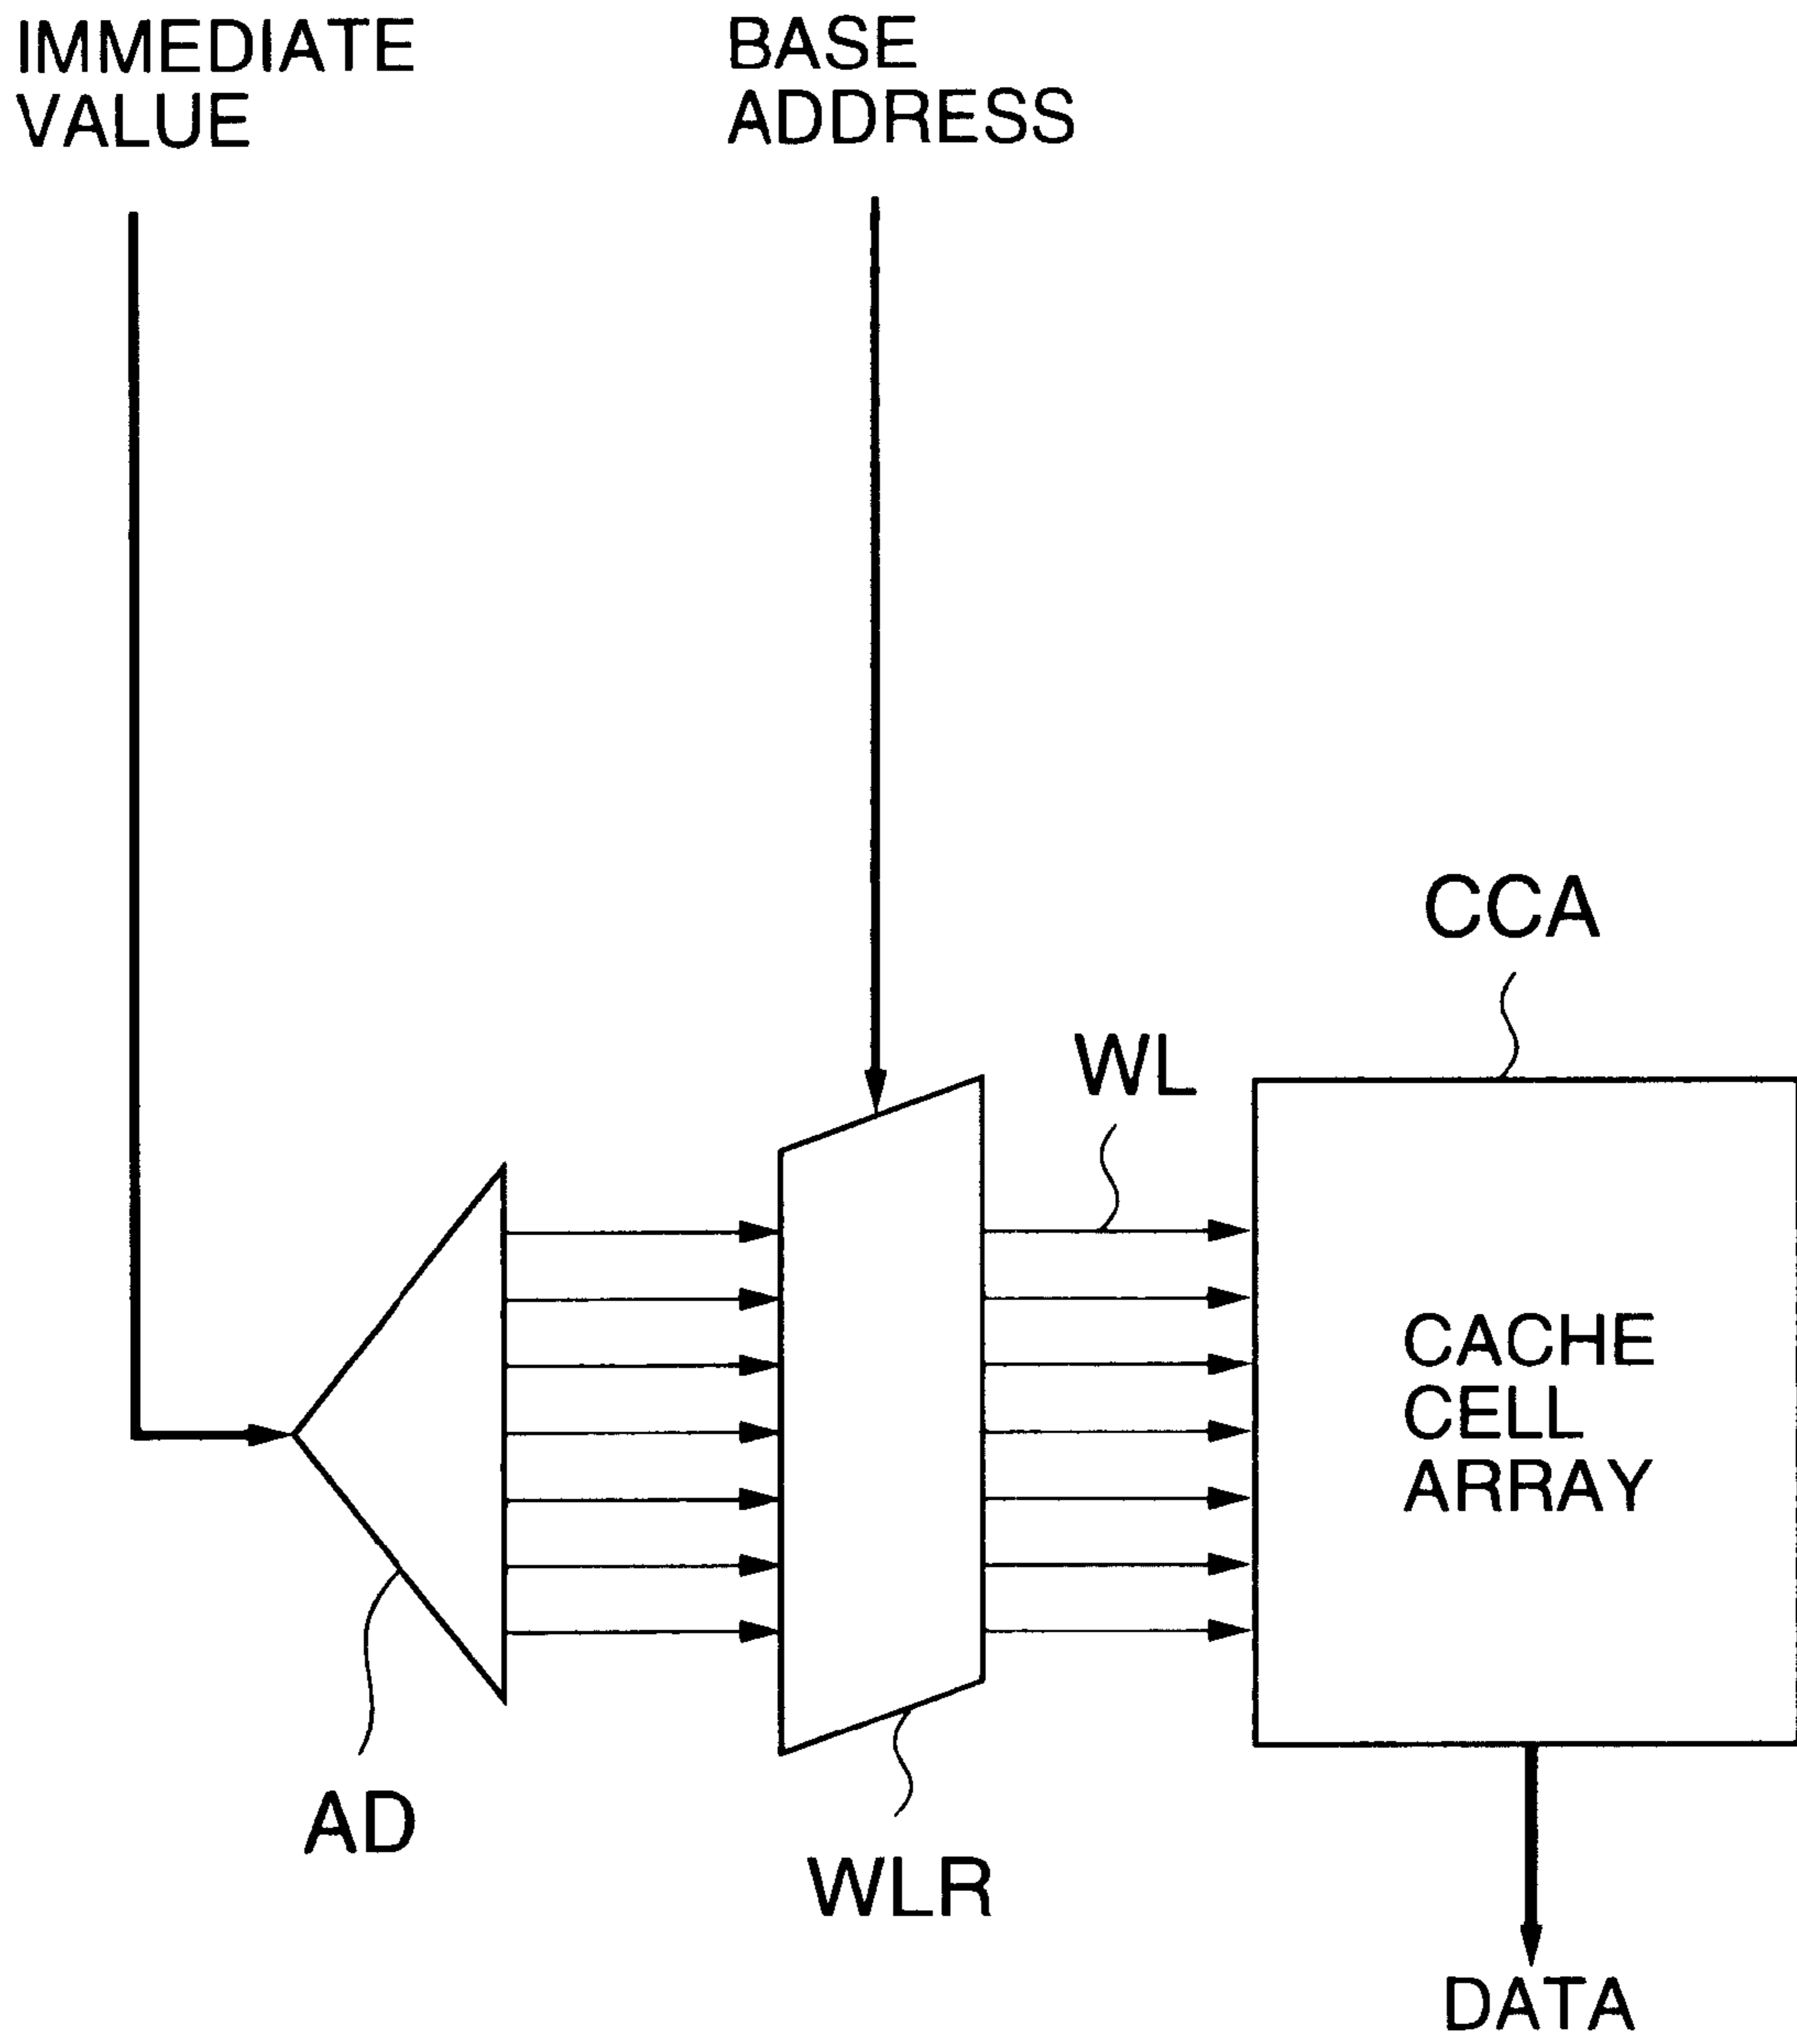 IMMEDIATE
VALUE
BASE
ADDRESS
CCA
WL
CACHE
CELL
ARRAY
AD
WLR
DATA